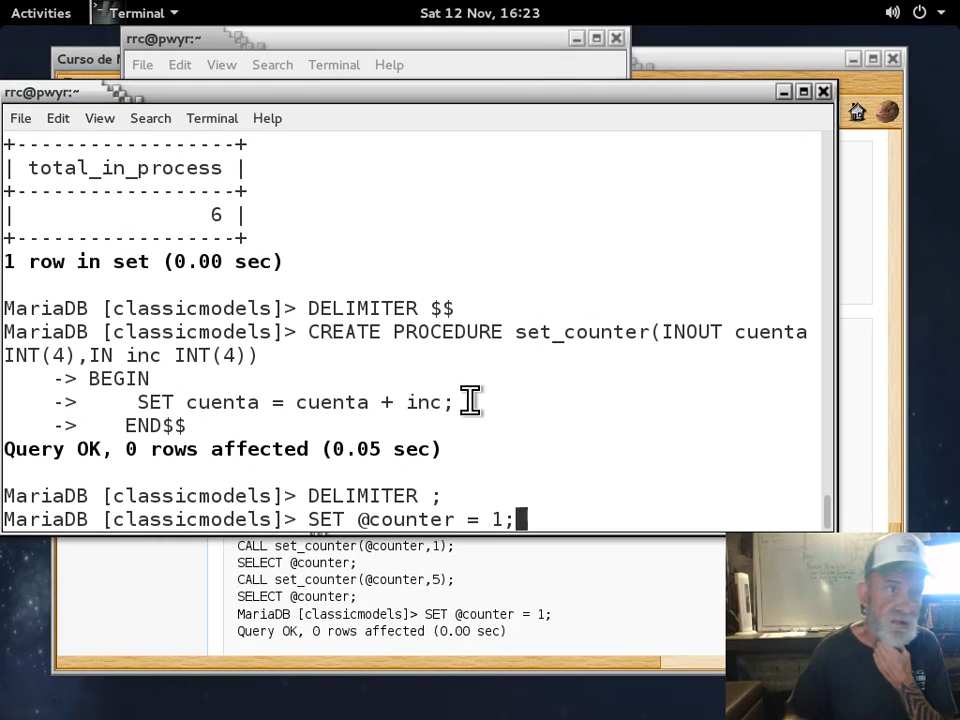 Activities Terminal Sat 12 Nov, 16:23
rrc@pwyr:~
Curso de
File Edit View Search Terminal Help
rrc@pwyr:~
File Edit View Search Terminal Help
+------------------+
| total_in_process |
+------------------+
|                6 |
+------------------+
1 row in set (0.00 sec)
MariaDB [classicmodels]> DELIMITER $$
MariaDB [classicmodels]> CREATE PROCEDURE set_counter(INOUT cuenta
INT(4),IN inc INT(4))
    -> BEGIN
    ->     SET cuenta = cuenta + inc;
    ->    END$$
Query OK, 0 rows affected (0.05 sec)
MariaDB [classicmodels]> DELIMITER ;
MariaDB [classicmodels]> SET @counter = 1;
CALL set_counter(@counter,1);
SELECT @counter;
CALL set_counter(@counter,5);
SELECT @counter;
MariaDB [classicmodels]> SET @counter = 1;
Query OK, 0 rows affected (0.00 sec)